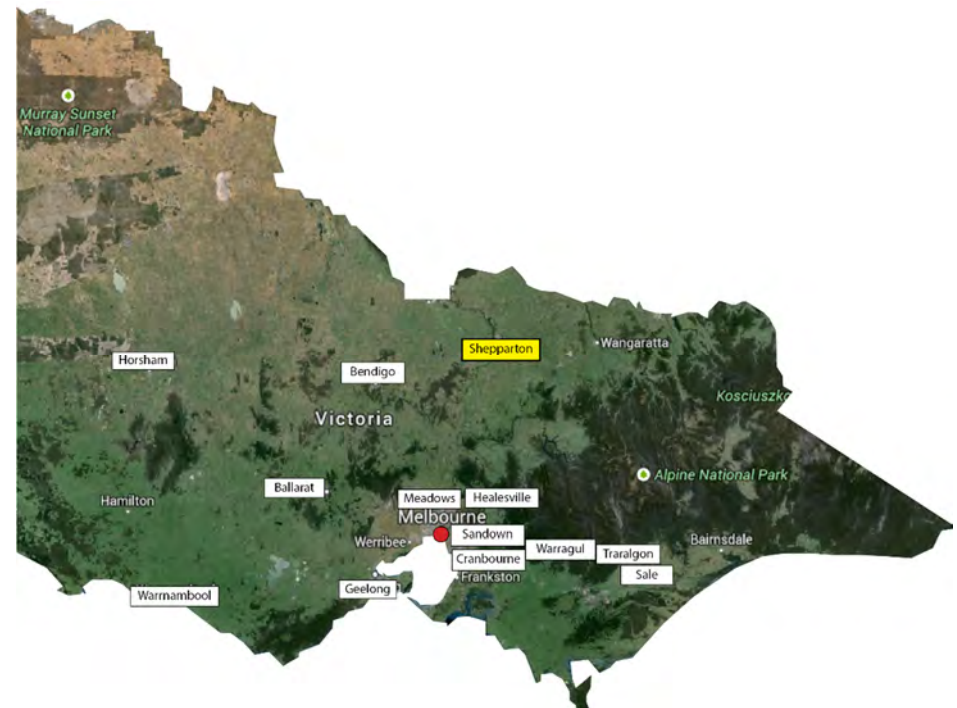 Murray Sunset
National Park
Shepparton
Wangaratta
Horsham
Bendigo
Kosciuszko
Victoria
Alpine National Park
Ballarat
Hamilton
Meadows
Healesville
Melbourne
Sandown
Werribee
Warragul
Traralgon
Bairnsdale
Cranbourne
Frankston
Sale
Geelong
Warrnambool